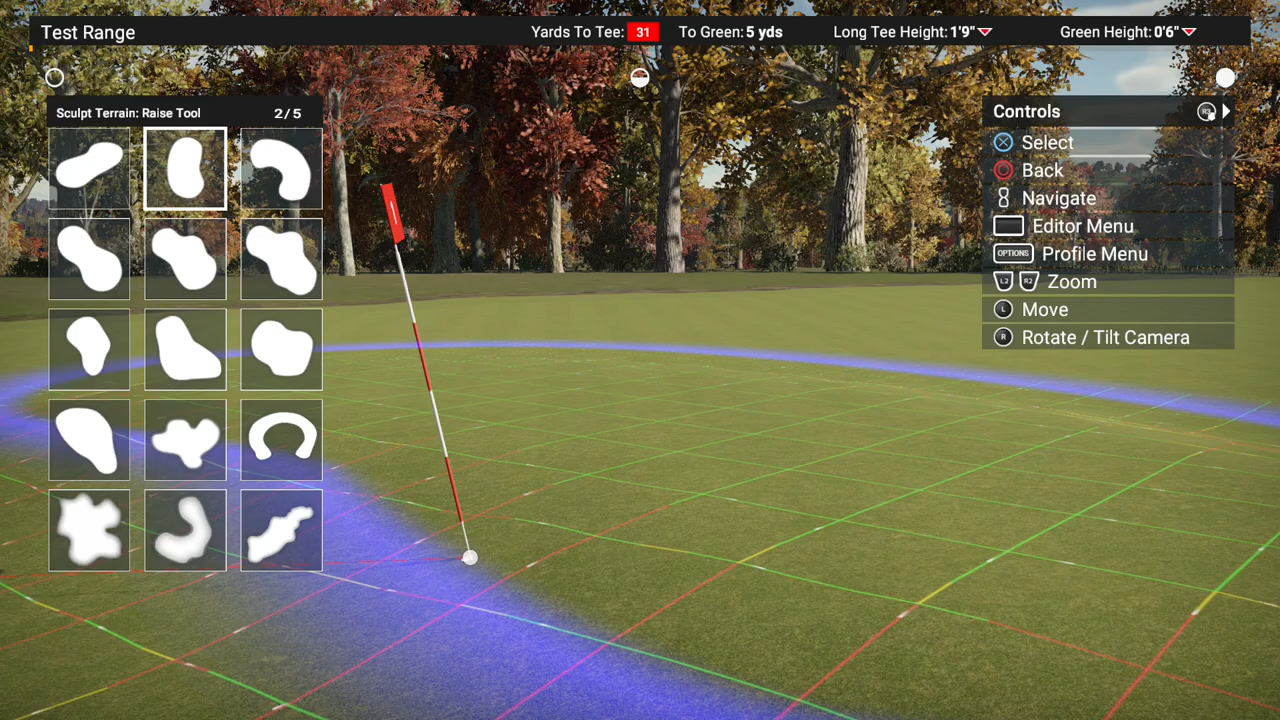 Test Range
Yards To Tee: 31 To Green: 5 yds Long Tee Height: 1'9" Green Height: 0'6"
Sculpt Terrain: Raise Tool 2/5
Controls
Select
Back
Navigate
Editor Menu
OPTIONS Profile Menu
L2 R2 Zoom
L Move
R Rotate / Tilt Camera